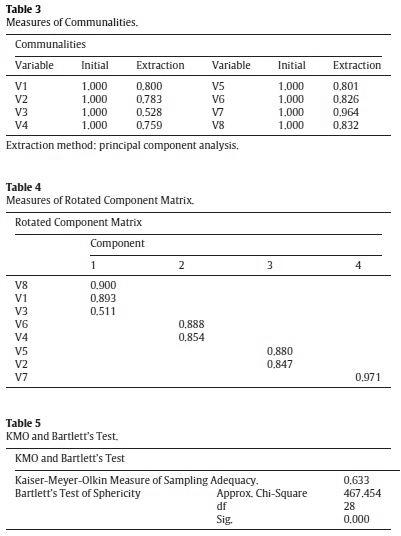 Table 3
Measures of Communalities.
Communalities
Variable Initial Extraction Variable Initial Extraction
V1 1.000 0.800 V5 1.000 0.801
V2 1.000 0.783 V6 1.000 0.826
V3 1.000 0.528 V7 1.000 0.964
V4 1.000 0.759 V8 1.000 0.832
Extraction method: principal component analysis.
Table 4
Measures of Rotated Component Matrix.
Rotated Component Matrix
Component
1 2 3 4
V8 0.900
V1 0.893
V3 0.511
V6 0.888
V4 0.854
V5 0.880
V2 0.847
V7 0.971
Table 5
KMO and Bartlett's Test.
KMO and Bartlett's Test
Kaiser-Meyer-Olkin Measure of Sampling Adequacy. 0.633
Bartlett's Test of Sphericity Approx. Chi-Square 467.454
df 28
Sig. 0.000